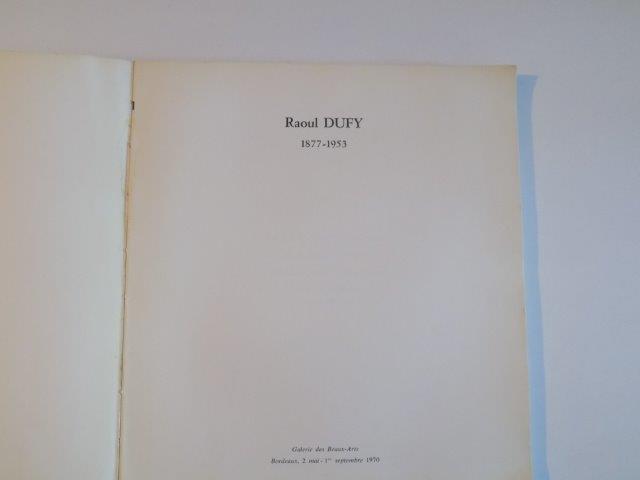 Raoul DUFY
1877-1953
Galerie des Beaux-Arts
Bordeaux, 2 mai - 1er septembre 1970